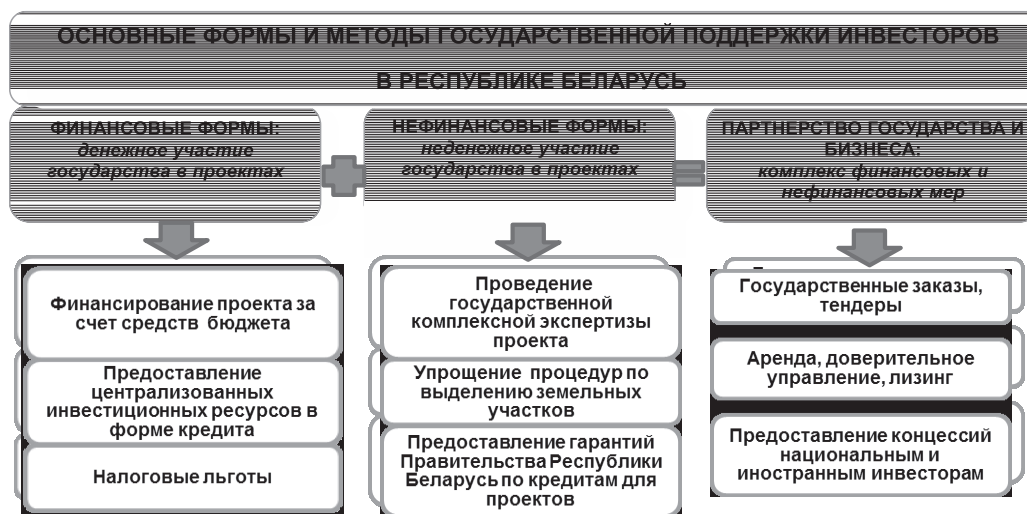 ОСНОВНЫЕ ФОРМЫ И МЕТОДЫ ГОСУДАРСТВЕННОЙ ПОДДЕРЖКИ ИНВЕСТОРОВ
В РЕСПУБЛИКЕ БЕЛАРУСЬ
ФИНАНСОВЫЕ ФОРМЫ:
денежное участие
государства в проектах
НЕФИНАНСОВЫЕ ФОРМЫ:
неденежное участие
государства в проектах
ПАРТНЕРСТВО ГОСУДАРСТВА И
БИЗНЕСА:
комплекс финансовых и
нефинансовых мер
Финансирование проекта за
счет средств бюджета
Предоставление
централизованных
инвестиционных ресурсов в
форме кредита
Налоговые льготы
Проведение
государственной
комплексной экспертизы
проекта
Упрощение процедур по
выделению земельных
участков
Предоставление гарантий
Правительства Республики
Беларусь по кредитам для
проектов
Государственные заказы,
тендеры
Аренда, доверительное
управление, лизинг
Предоставление концессий
национальным и
иностранным инвесторам